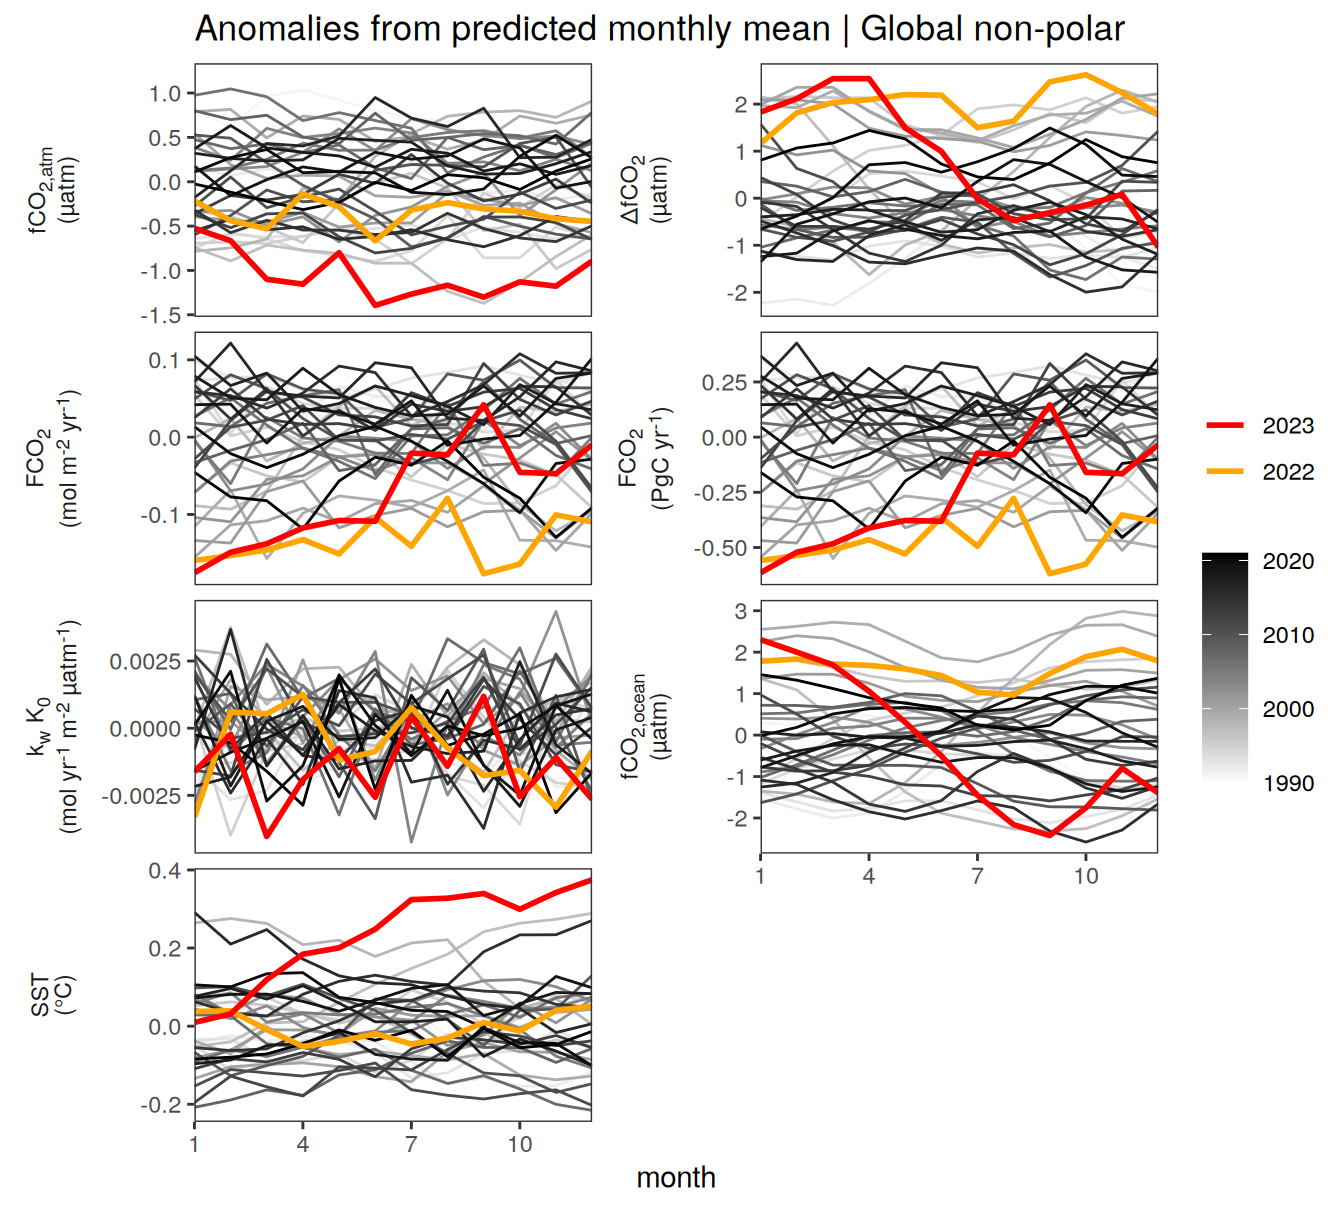 Anomalies from predicted monthly mean | Global non-polar
fCO2,atm
(µatm)
1.0
0.5
0.0
-0.5
-1.0
-1.5
ΔfCO2
(µatm)
2
1
0
-1
-2
FCO2
(mol m-2 yr-1)
0.1
0.0
-0.1
FCO2
(PgC yr-1)
0.25
0.00
-0.25
-0.50
kw K0
(mol yr-1 m-2 µatm-1)
0.0025
0.0000
-0.0025
fCO2,ocean
(µatm)
3
2
1
0
-1
-2
1 4 7 10
SST
(°C)
0.4
0.2
0.0
-0.2
1 4 7 10
month
2023
2022
2020
2010
2000
1990